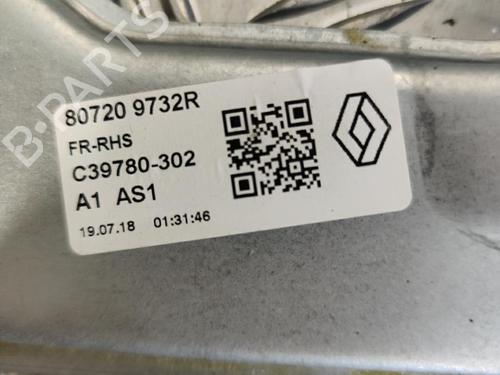 80720 9732R
FR-RHS
C39780-302
A1 AS1
19.07.18 01:31:46
B-PARTS